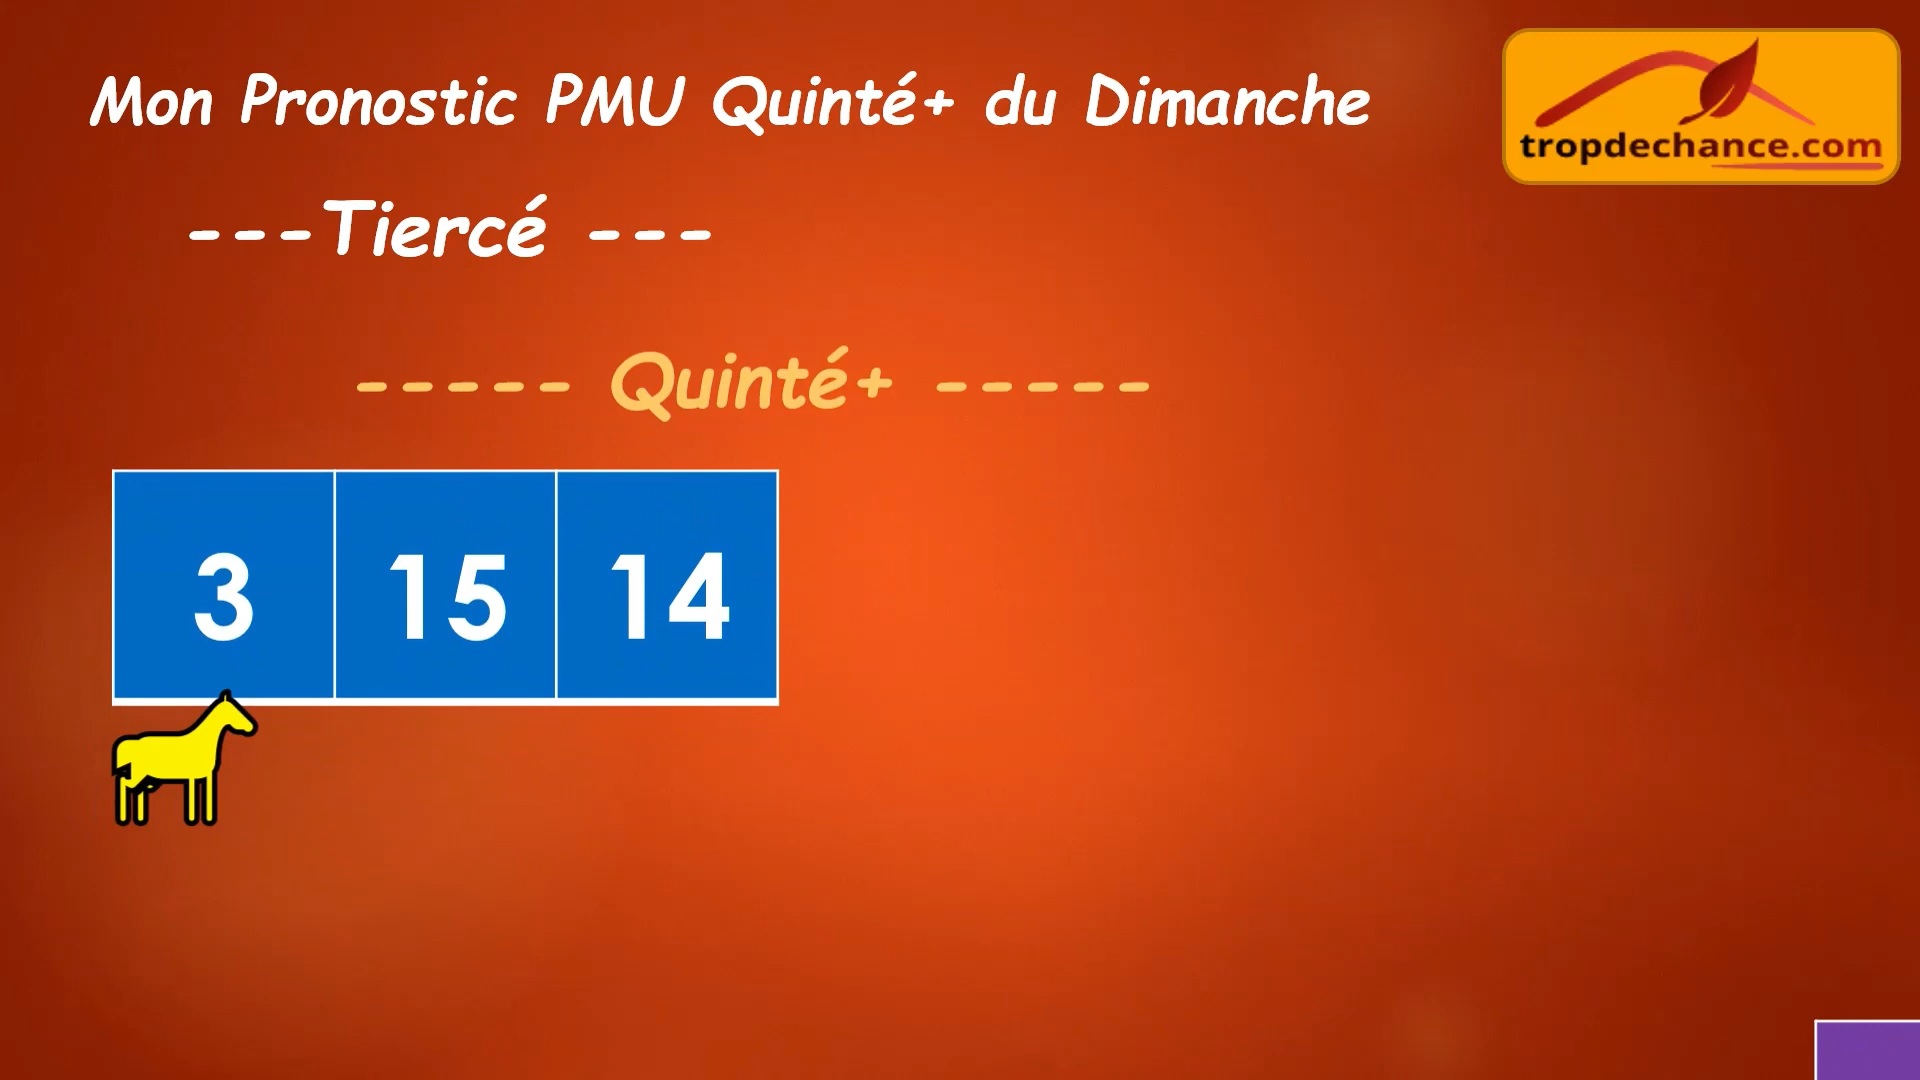 Mon Pronostic PMU Quinté+ du Dimanche
tropdechance.com
---Tiercé ---
----- Quinté+ -----
3 15 14